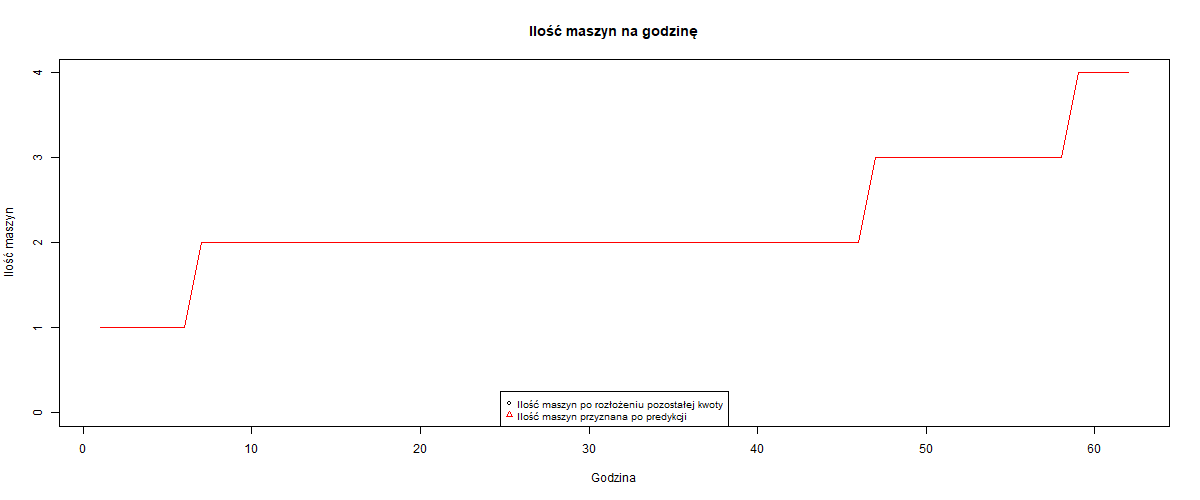 Ilość maszyn na godzinę
Ilość maszyn
4
3
2
1
0
Ilość maszyn po rozłożeniu pozostałej kwoty
Ilość maszyn przyznana po predykcji
0 10 20 30 40 50 60
Godzina